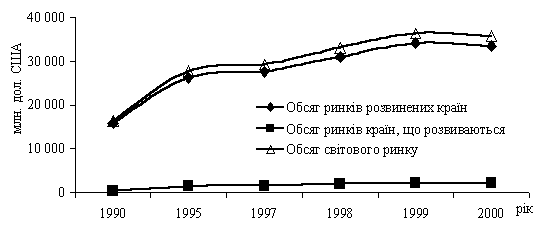 млн. дол. США
40 000
30 000
20 000
10 000
0
Обсяг ринків розвинених країн
Обсяг ринків країн, що розвиваються
Обсяг світового ринку
1990 1995 1997 1998 1999 2000 рік